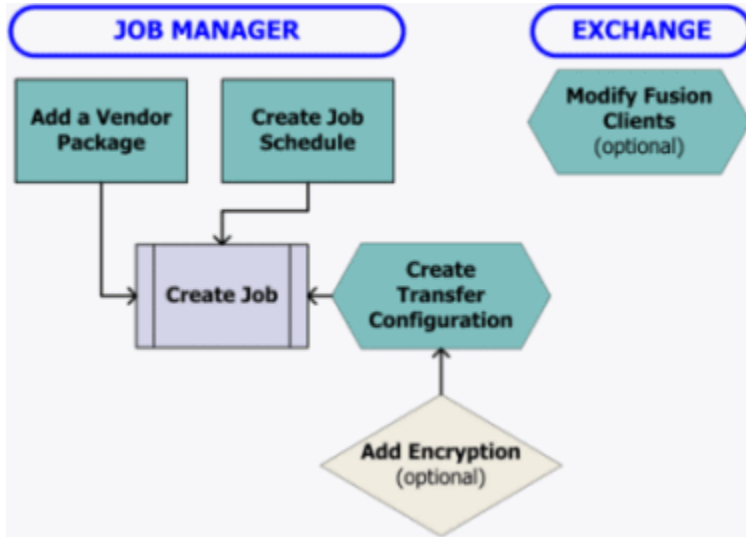 JOB MANAGER
EXCHANGE
Add a Vendor
Package
Create Job
Schedule
Modify Fusion
Clients
(optional)
Create Job
Create
Transfer
Configuration
Add Encryption
(optional)